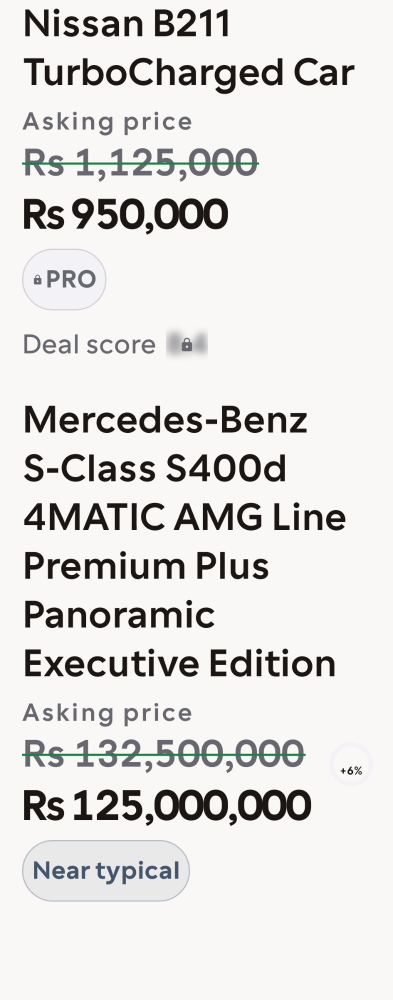 Nissan B211
TurboCharged Car
Asking price
Rs 1,125,000
Rs 950,000
PRO
Deal score
Mercedes-Benz
S-Class S400d
4MATIC AMG Line
Premium Plus
Panoramic
Executive Edition
Asking price
Rs 132,500,000
+6%
Rs 125,000,000
Near typical